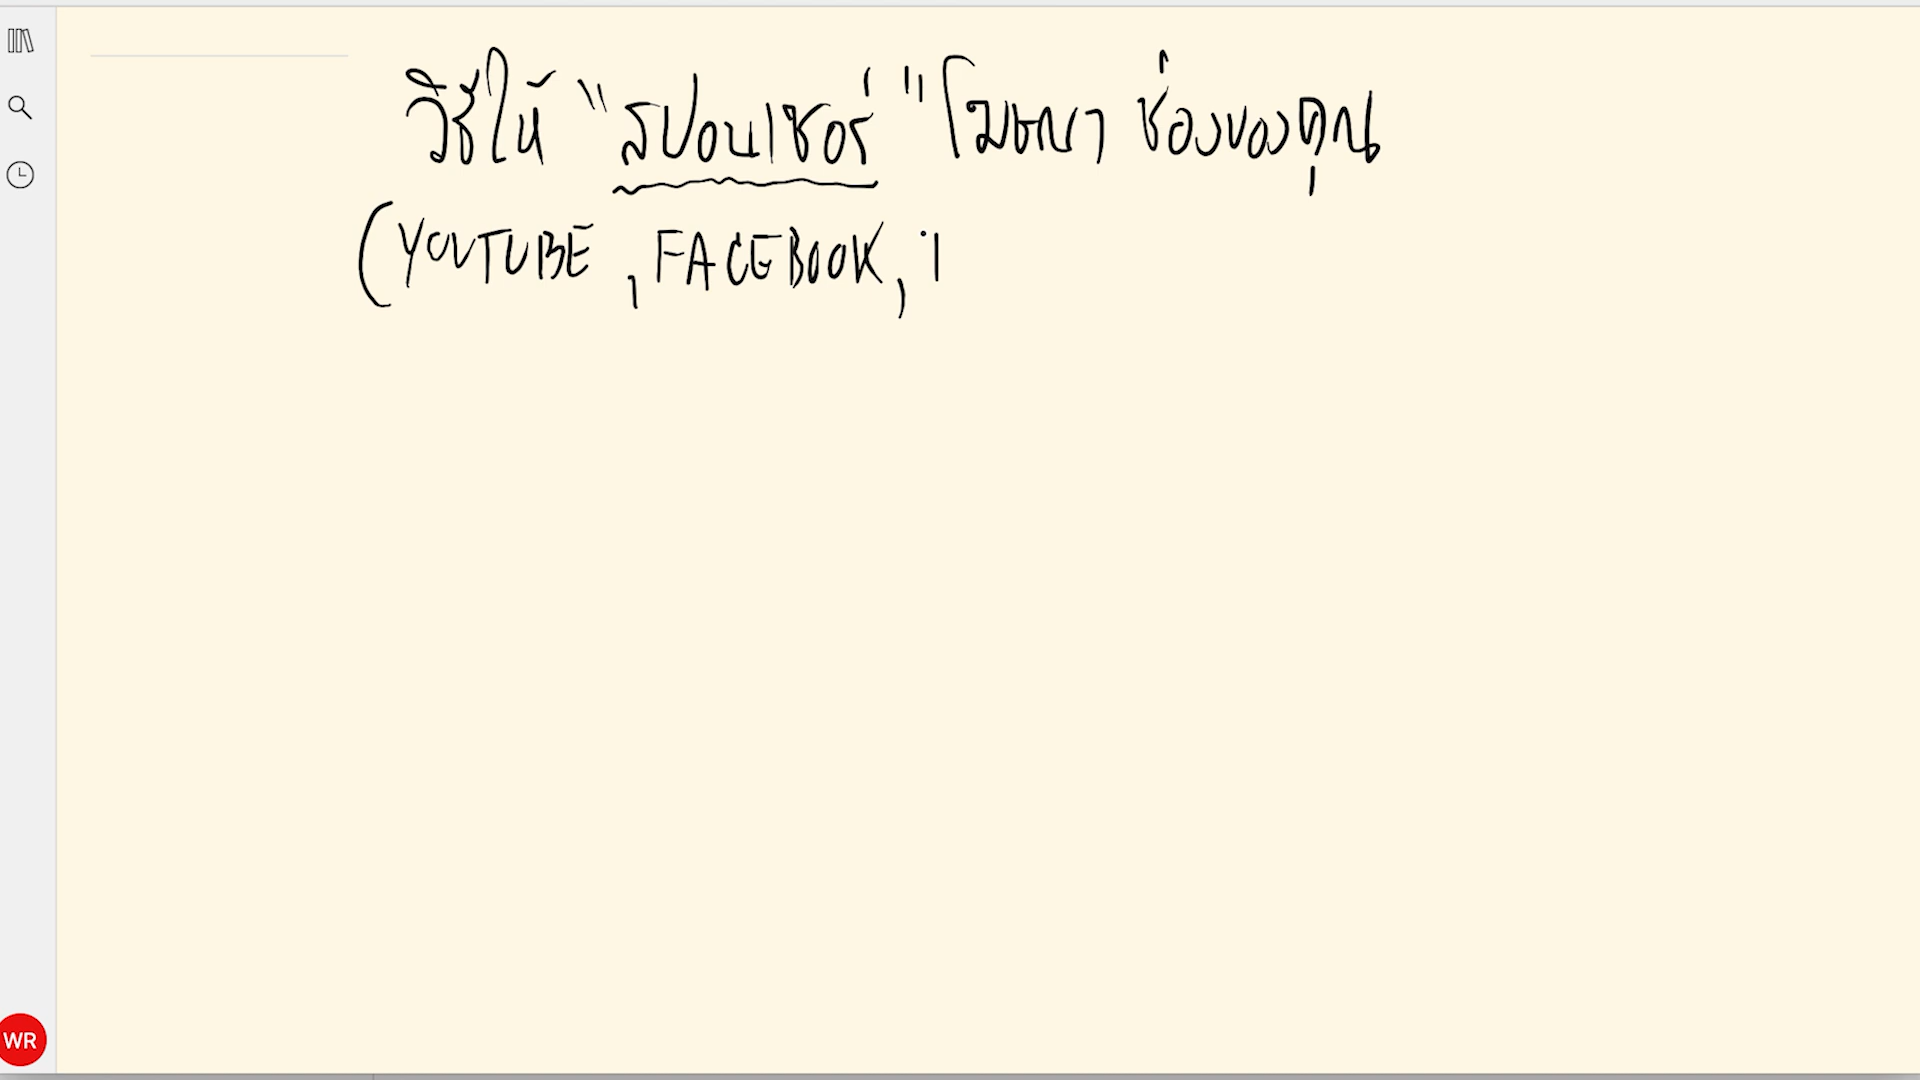 วิธีให้ "สปอนเซอร์" โฆษณา ช่องของคุณ
(YOUTUBE, FACEBOOK,
WR